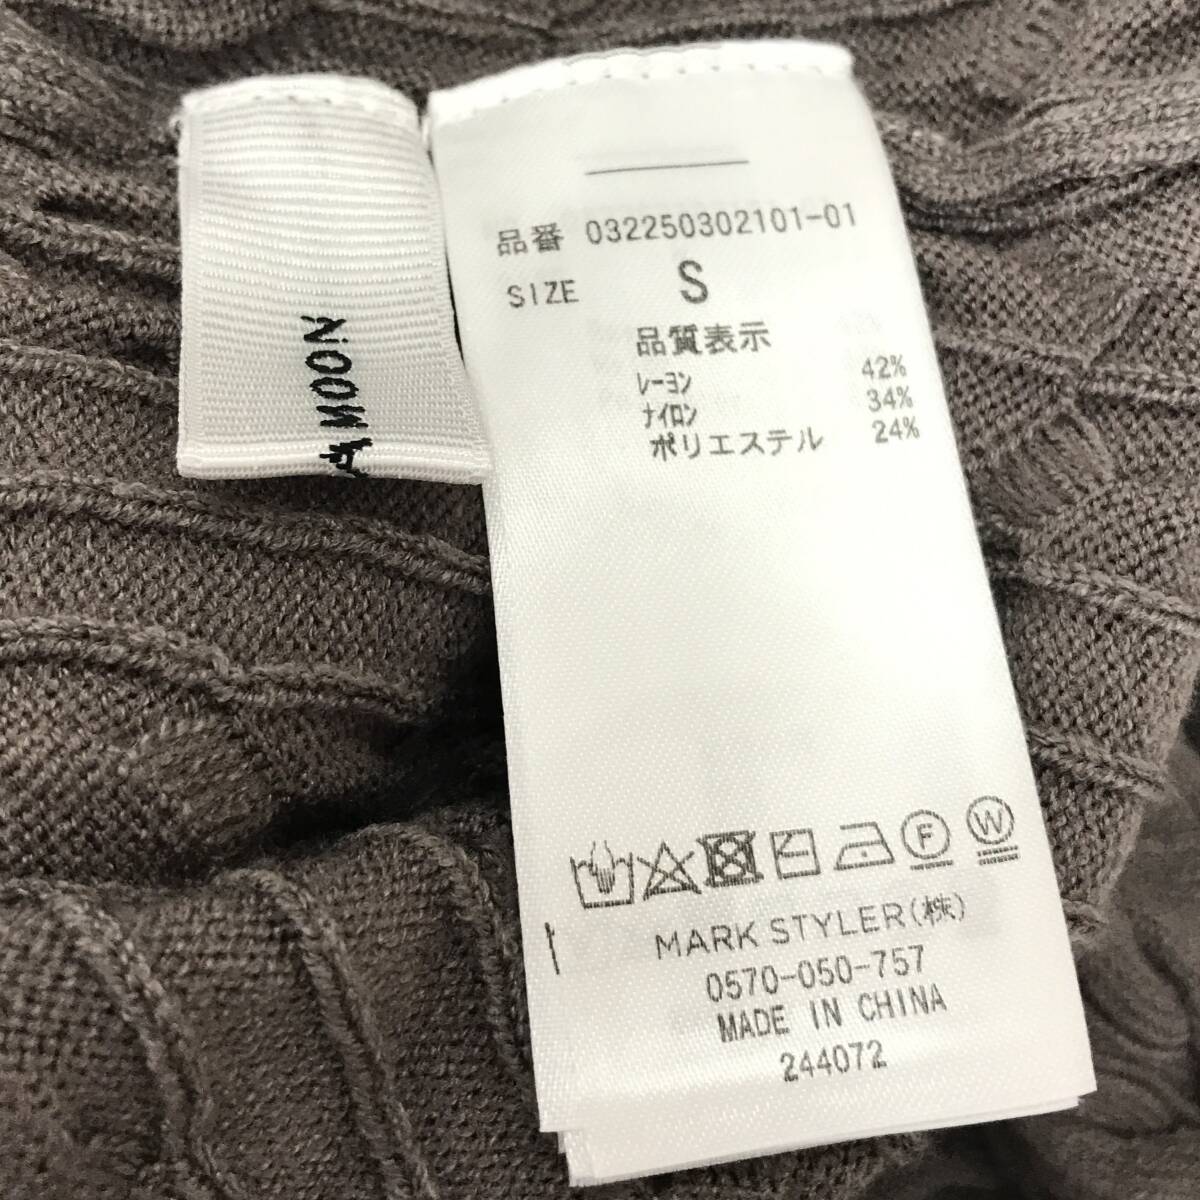 A MOON
品番 032250302101-01
SIZE S
品質表示
レーヨン 42%
ナイロン 34%
ポリエステル 24%
F W
MARK STYLER(株)
0570-050-757
MADE IN CHINA
244072